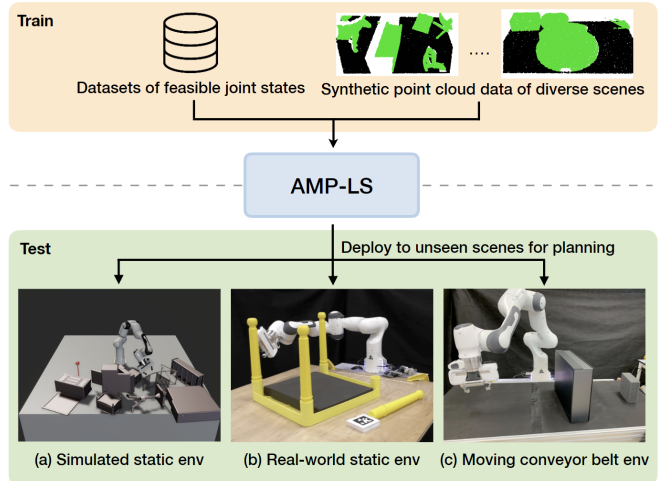 Train
Datasets of feasible joint states
....
Synthetic point cloud data of diverse scenes
AMP-LS
Test
Deploy to unseen scenes for planning
(a) Simulated static env
(b) Real-world static env
(c) Moving conveyor belt env